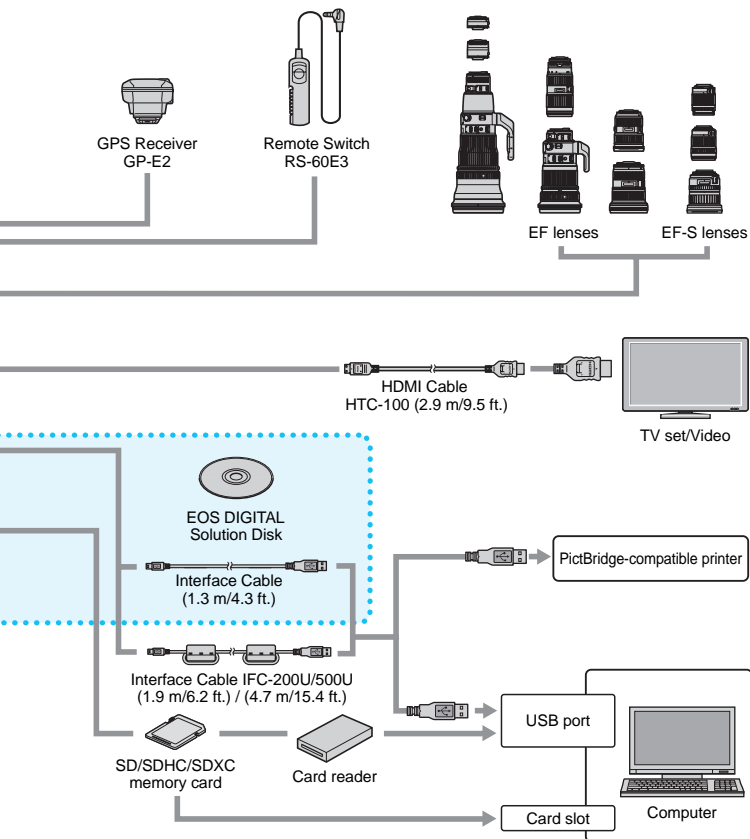 GPS Receiver
GP-E2
Remote Switch
RS-60E3
EF lenses
EF-S lenses
HDMI Cable
HTC-100 (2.9 m/9.5 ft.)
TV set/Video
EOS DIGITAL
Solution Disk
Interface Cable
(1.3 m/4.3 ft.)
PictBridge-compatible printer
Interface Cable IFC-200U/500U
(1.9 m/6.2 ft.) / (4.7 m/15.4 ft.)
USB port
SD/SDHC/SDXC
memory card
Card reader
Card slot
Computer